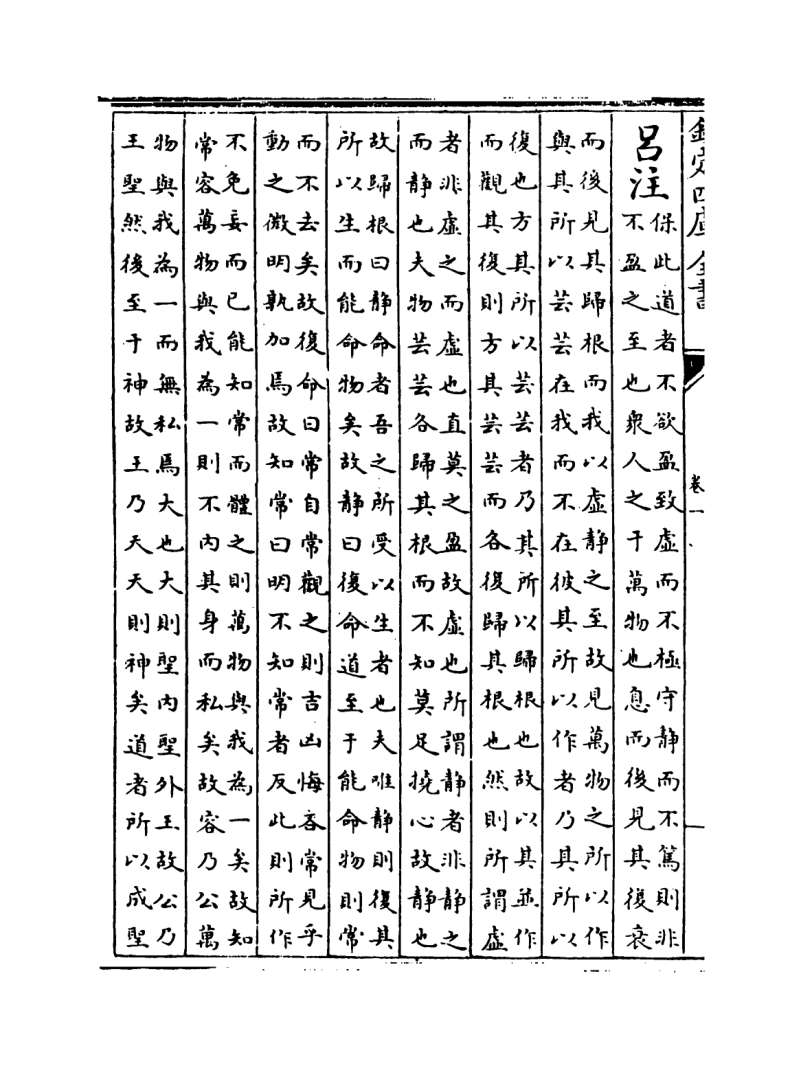 欽定四庫全書
卷一
呂注
保此道者不欲盈致虛而不極守静而不篤則非
不盈之至也衆人之于萬物也息而後見其復衰
而後見其歸根而我以虛静之至故見萬物之所以作
與其所以芸芸在我而不在彼其所以作者乃其所以
復也方其所以芸芸者乃其所以歸根也故以其並作
而觀其復則方其芸芸而各復歸其根也然則所謂虛
者非虛之而虛也直莫之盈故虛也所謂静者非静之
而静也夫物芸芸各歸其根而不知莫足撓心故静也
故歸根曰静命者吾之所受以生者也夫唯静則復其
所以生而能命物矣故静曰復命道至于能命物則常
而不去矣故復命曰常自常觀之則吉凶悔吝常見乎
動之微明孰加焉故知常曰明不知常者反此則所作
不免妄而已能知常而體之則萬物與我為一矣故知
常容萬物與我為一則不內其身而私矣故容乃公萬
物與我為一而無私焉大也大則聖內聖外王故公乃
王聖然後至于神故王乃天天則神矣道者所以成聖